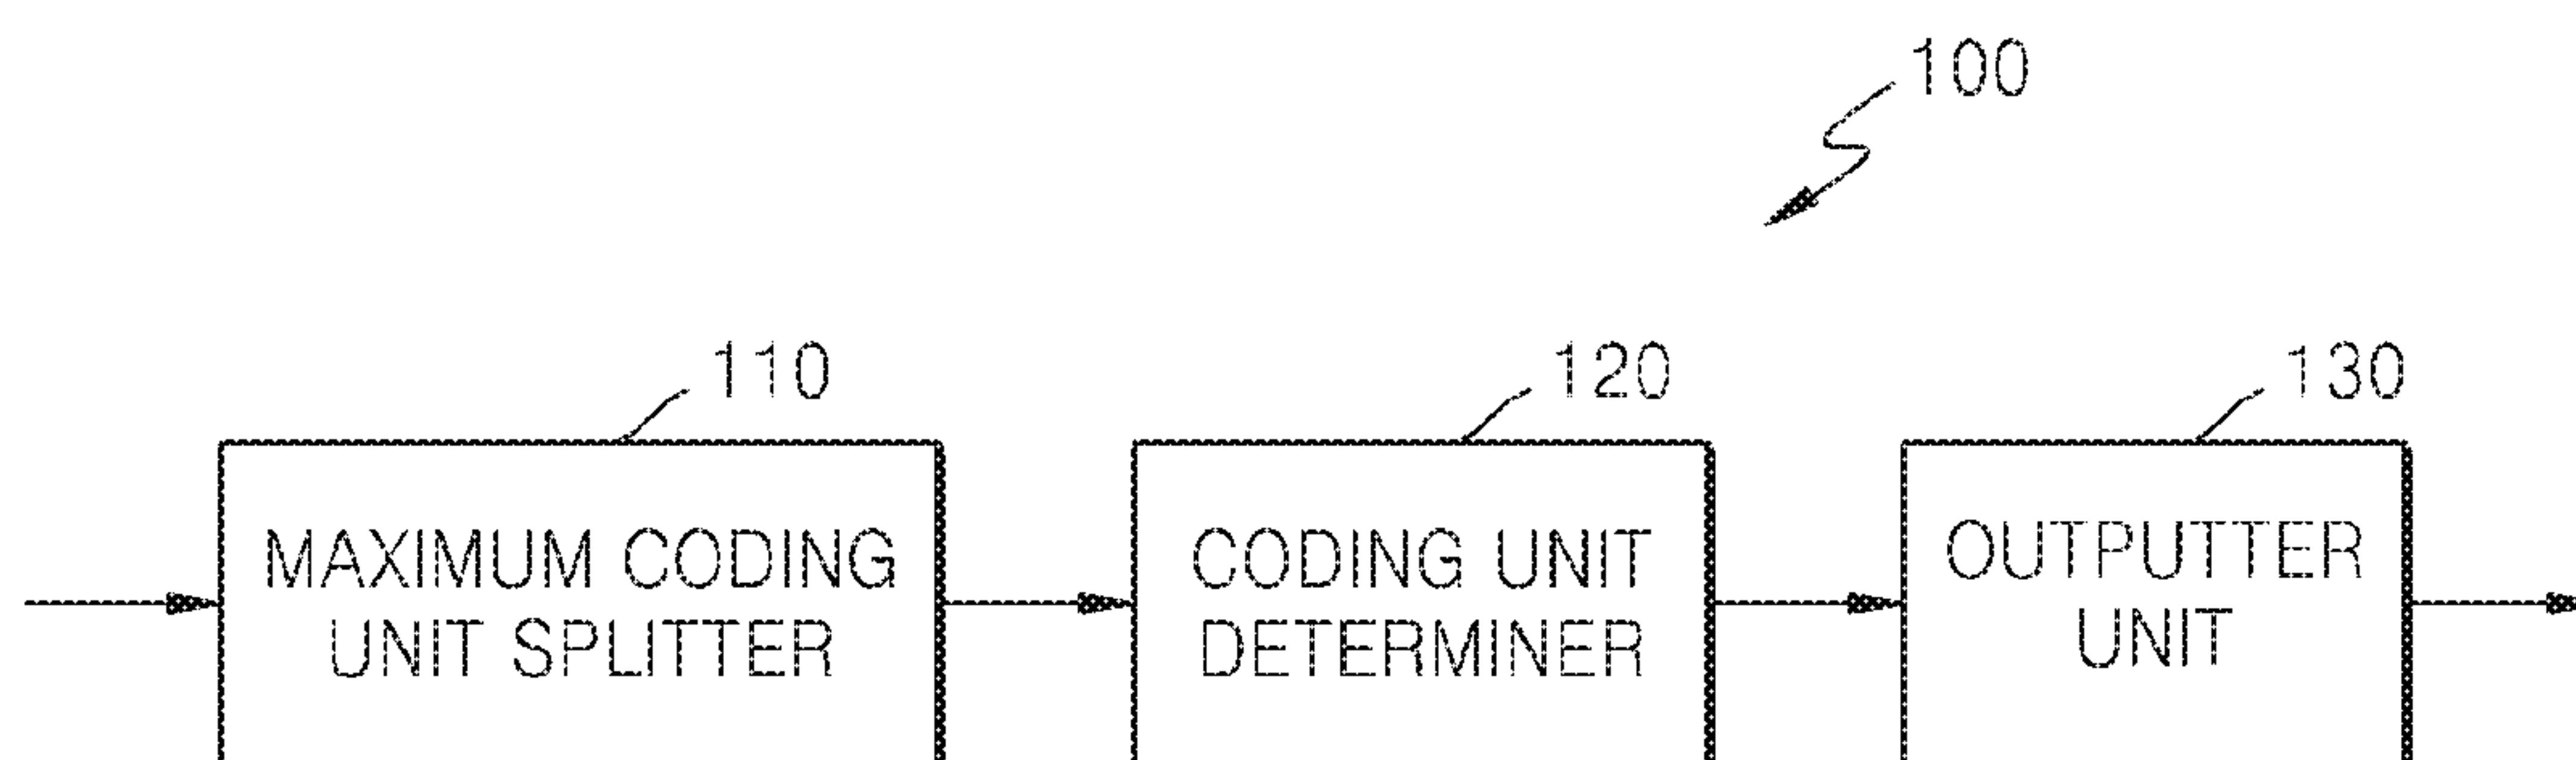 100
110
120
130
MAXIMUM CODING
UNIT SPLITTER
CODING UNIT
DETERMINER
OUTPUTTER
UNIT